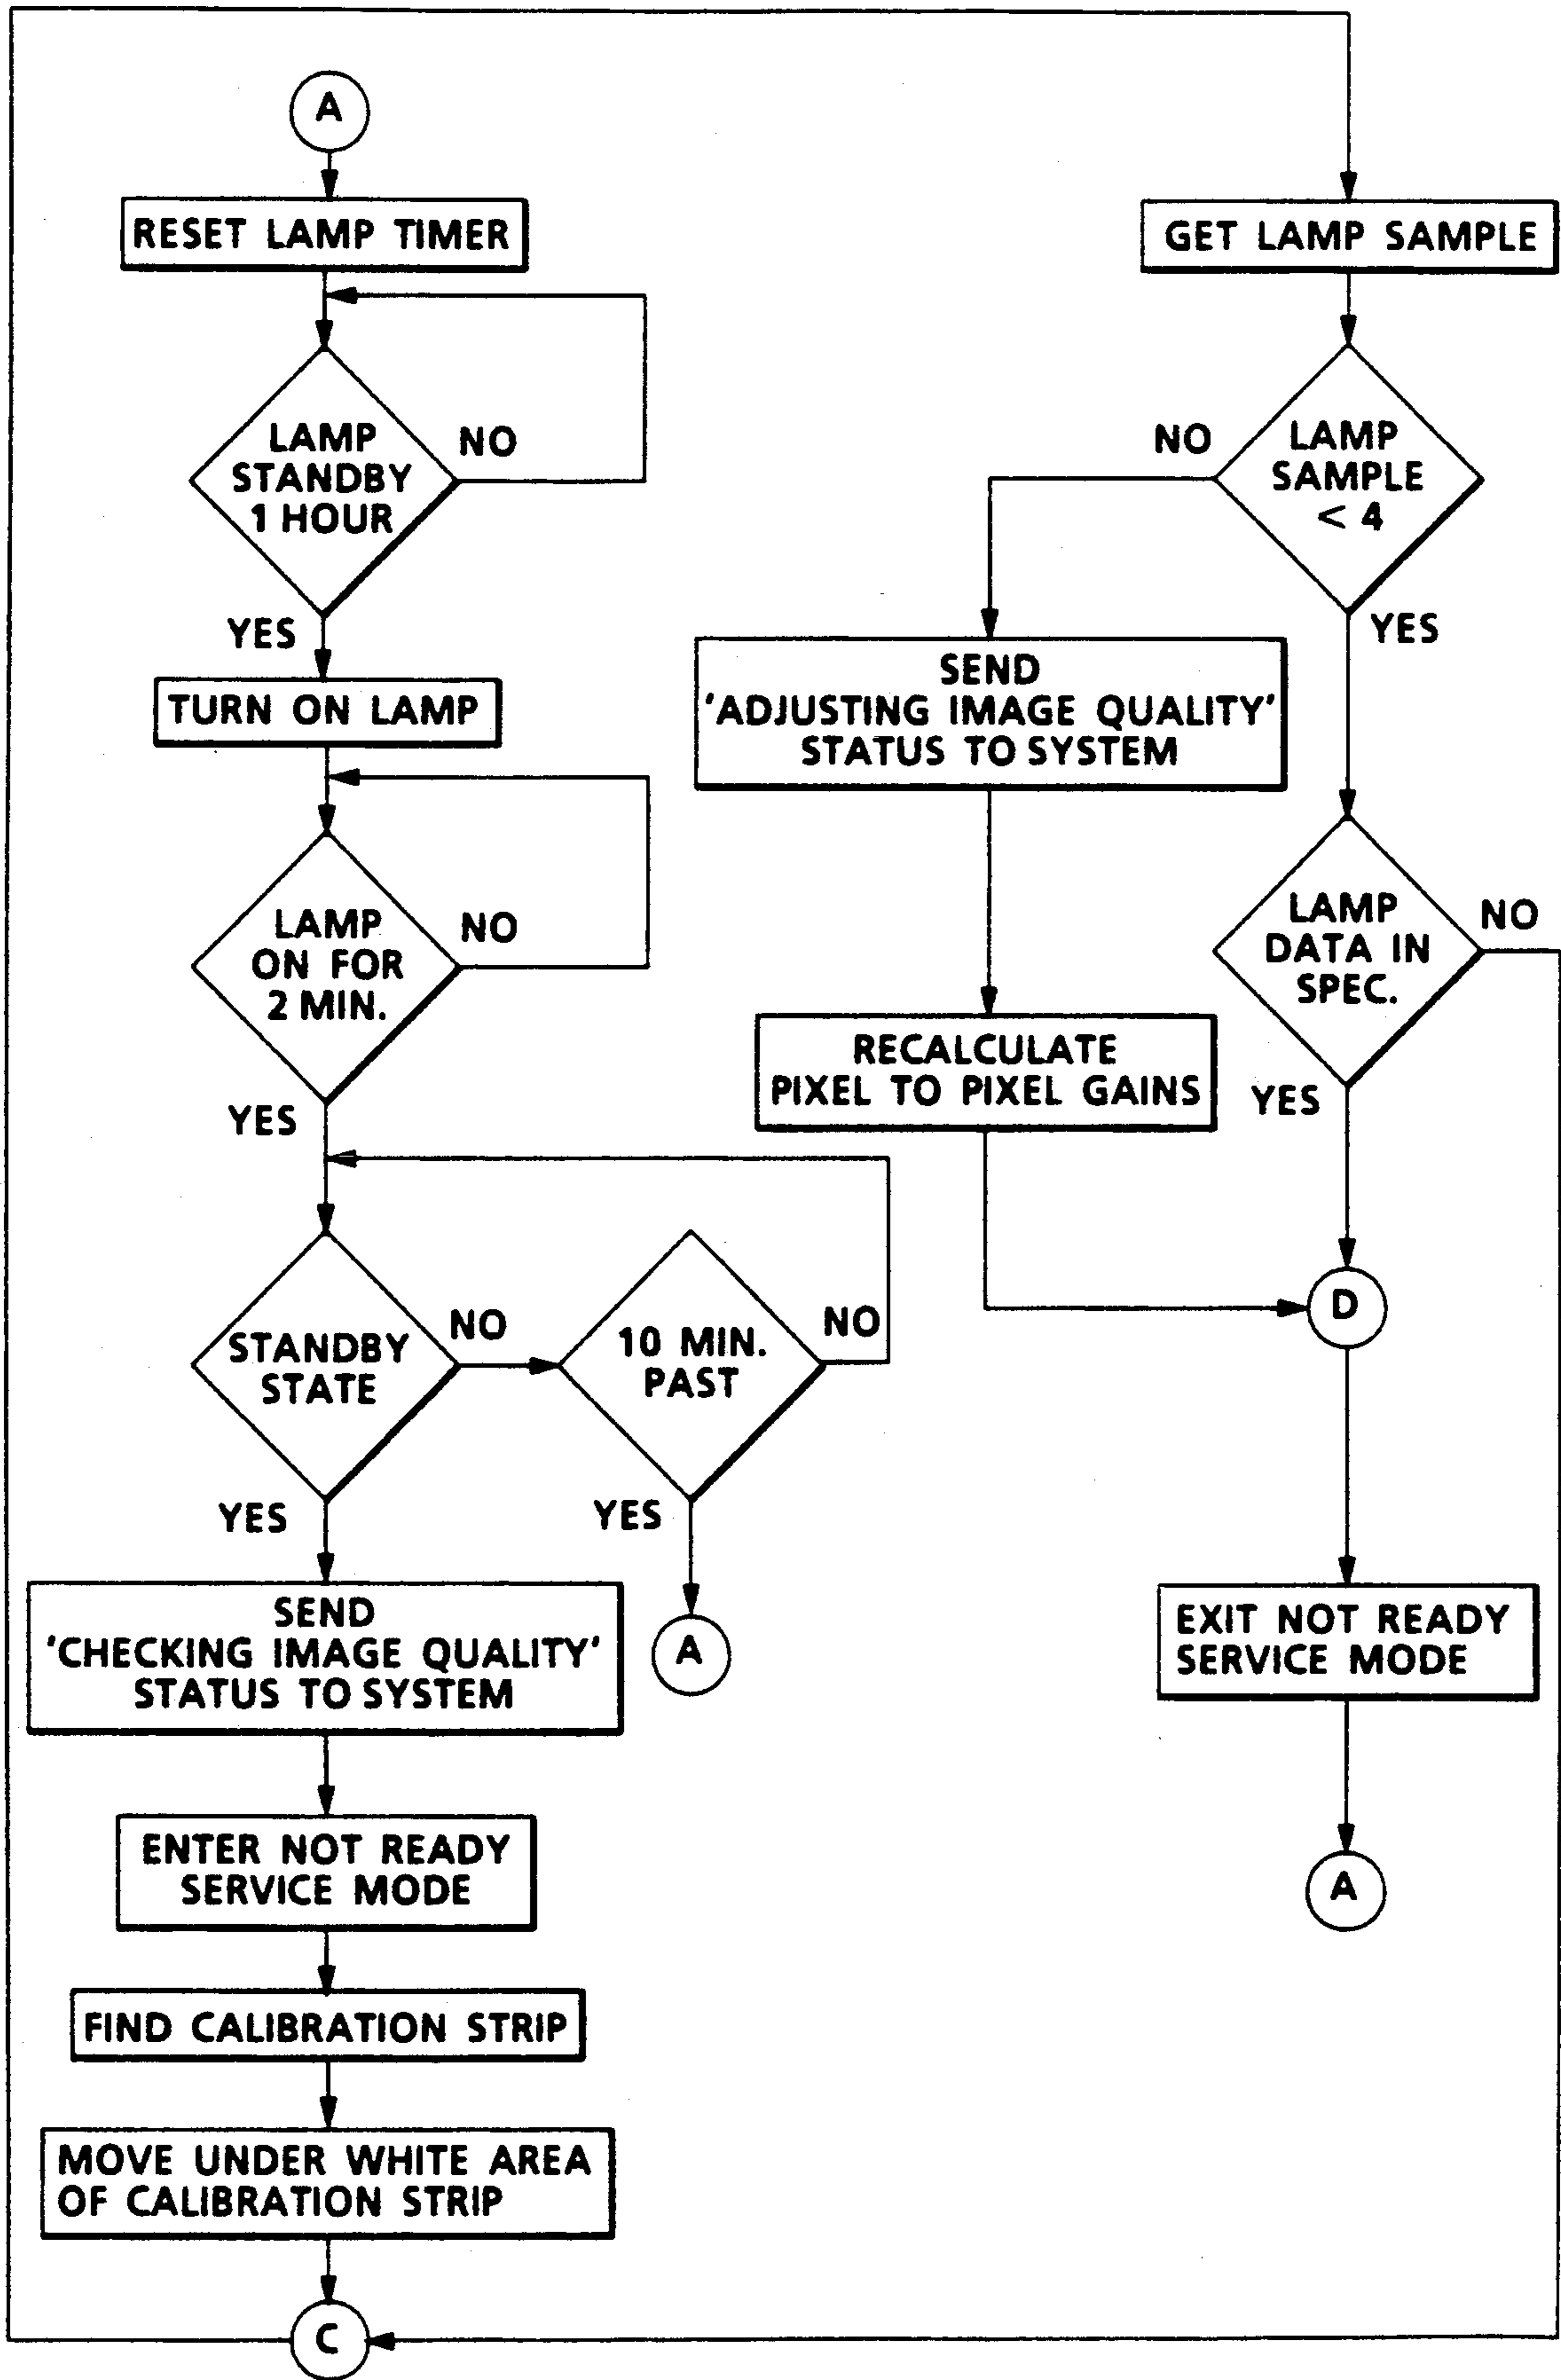 A
RESET LAMP TIMER
LAMP
STANDBY
1 HOUR
NO
YES
TURN ON LAMP
LAMP
ON FOR
2 MIN.
NO
YES
STANDBY
STATE
NO
10 MIN.
PAST
NO
YES
YES
A
SEND
'CHECKING IMAGE QUALITY'
STATUS TO SYSTEM
ENTER NOT READY
SERVICE MODE
FIND CALIBRATION STRIP
MOVE UNDER WHITE AREA
OF CALIBRATION STRIP
C
GET LAMP SAMPLE
LAMP
SAMPLE
< 4
NO
YES
SEND
'ADJUSTING IMAGE QUALITY'
STATUS TO SYSTEM
RECALCULATE
PIXEL TO PIXEL GAINS
LAMP
DATA IN
SPEC.
NO
YES
D
EXIT NOT READY
SERVICE MODE
A